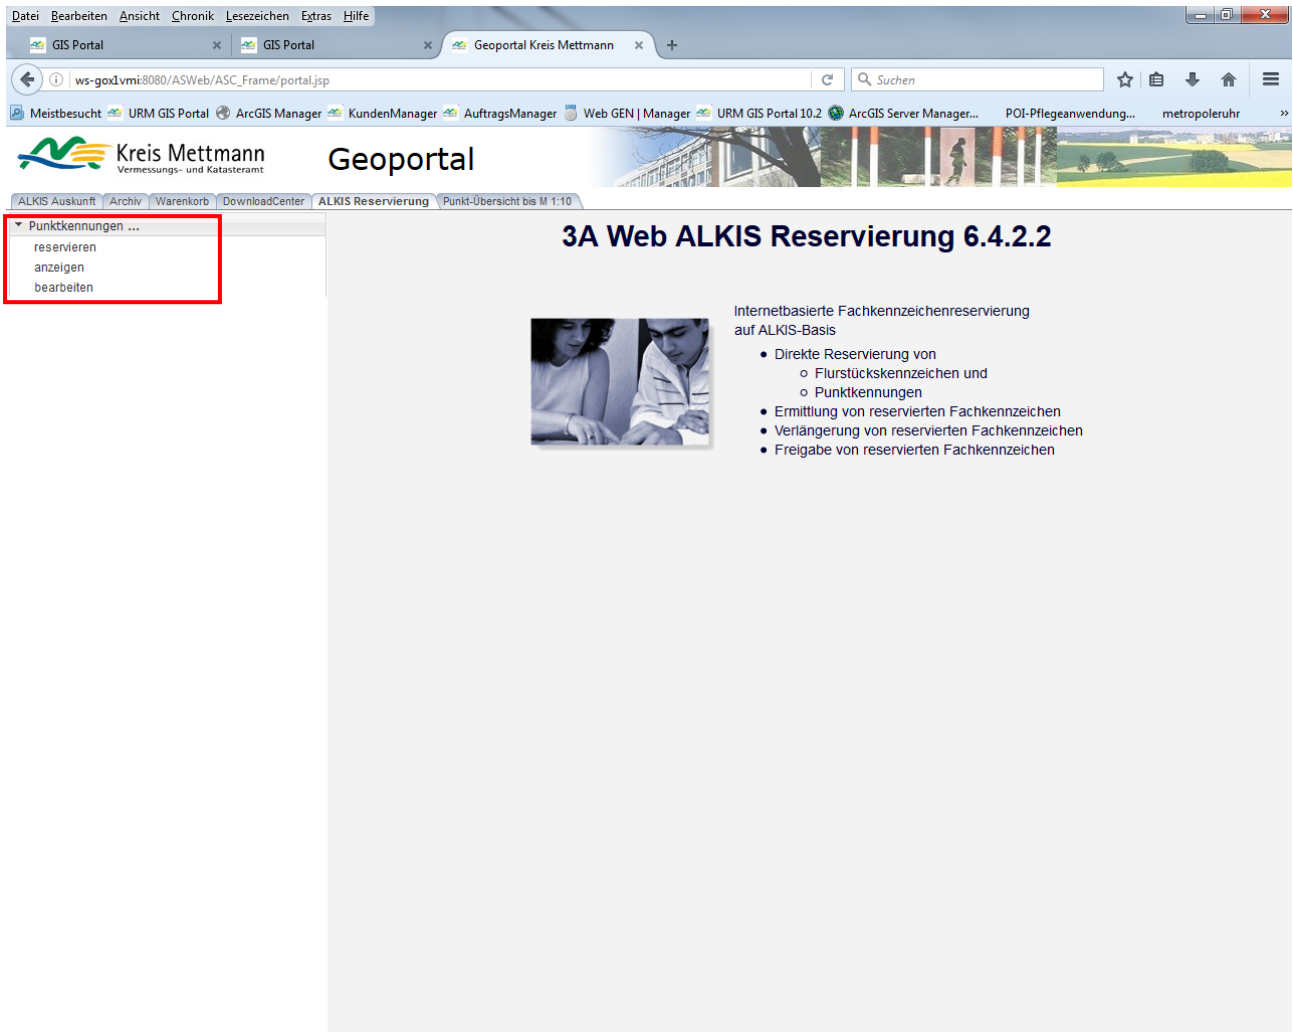 Datei Bearbeiten Ansicht Chronik Lesezeichen Extras Hilfe
GIS Portal GIS Portal Geoportal Kreis Mettmann
ws-gox1vmi:8080/ASWeb/ASC_Frame/portal.jsp Suchen
Meistbesucht URM GIS Portal ArcGIS Manager KundenManager AuftragsManager Web GEN | Manager URM GIS Portal 10.2 ArcGIS Server Manager... POI-Pflegeanwendung... metropoleruhr »
Kreis Mettmann
Vermessungs- und Katasteramt
Geoportal
ALKIS Auskunft Archiv Warenkorb DownloadCenter ALKIS Reservierung Punkt-Übersicht bis M 1:10
Punktkennungen ...
reservieren
anzeigen
bearbeiten
3A Web ALKIS Reservierung 6.4.2.2
Internetbasierte Fachkennzeichenreservierung
auf ALKIS-Basis
• Direkte Reservierung von
o Flurstückskennzeichen und
o Punktkennungen
• Ermittlung von reservierten Fachkennzeichen
• Verlängerung von reservierten Fachkennzeichen
• Freigabe von reservierten Fachkennzeichen